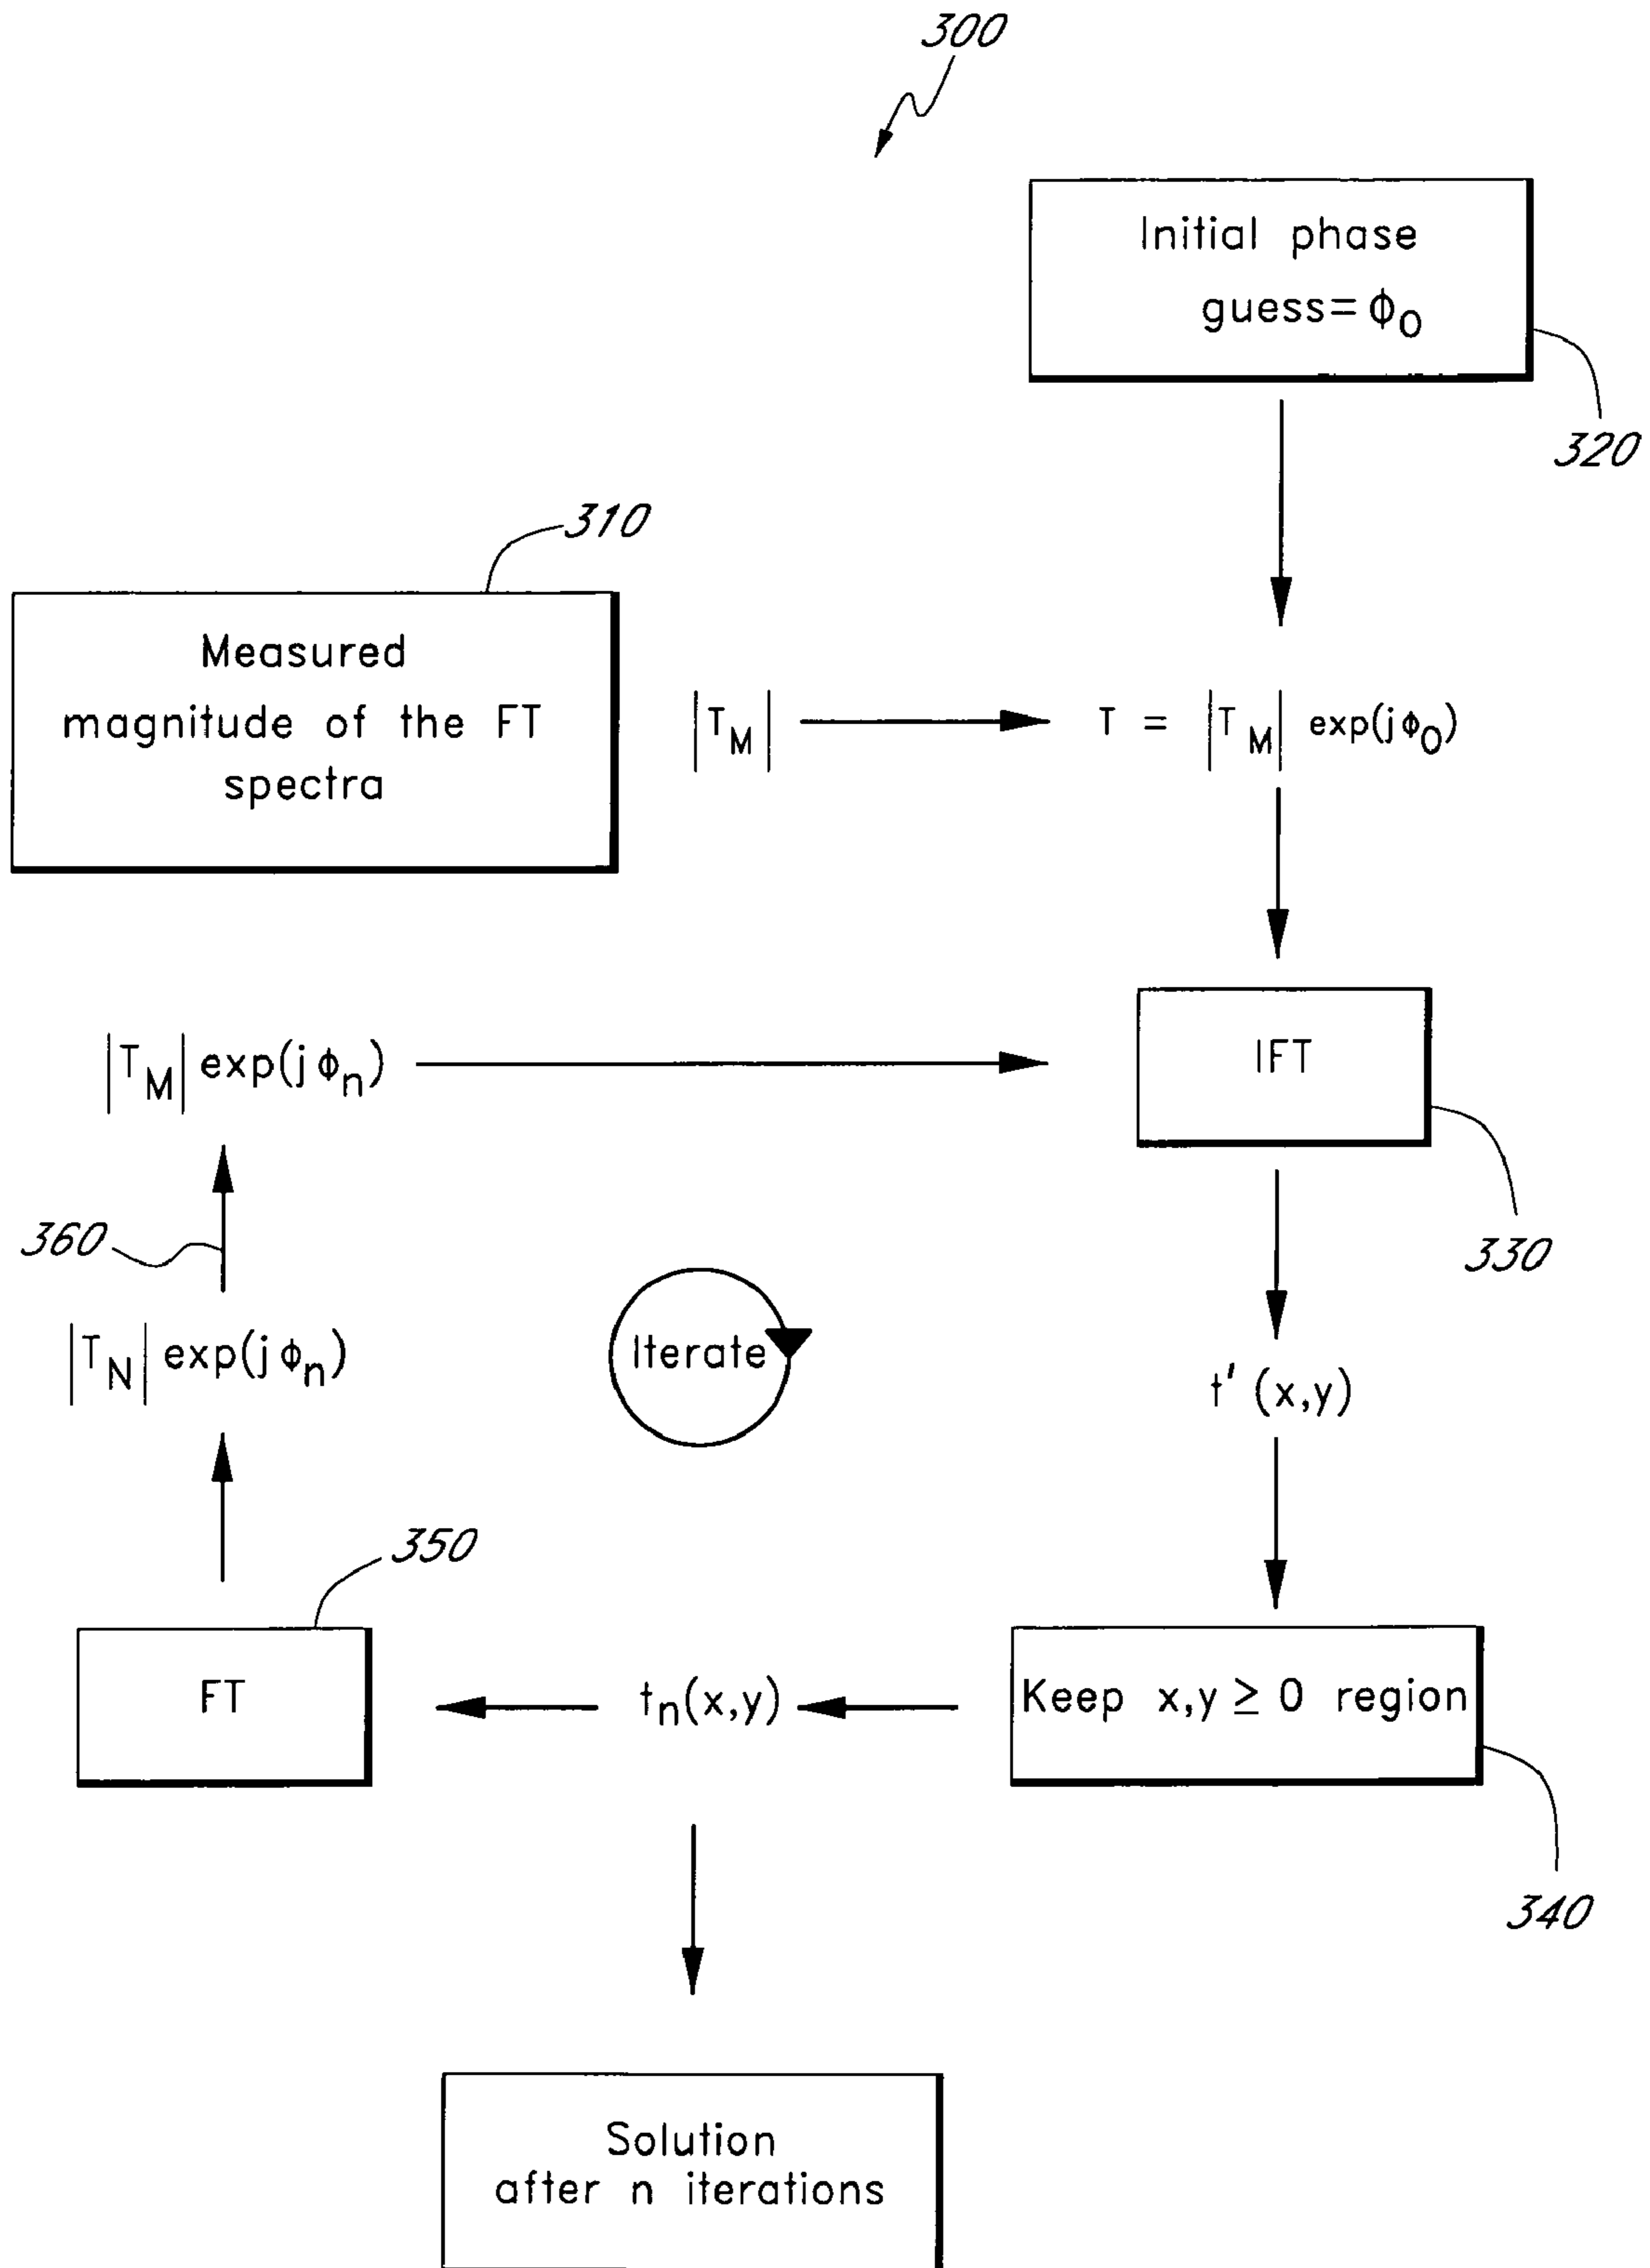 300
Initial phase
guess=ϕ0
320
310
Measured
magnitude of the FT
spectra
|TM|
T = |TM| exp(jϕ0)
|TM| exp(jϕn)
IFT
360
330
|TN| exp(jϕn)
Iterate
t' (x,y)
350
FT
tn(x,y)
Keep x,y ≥ 0 region
340
Solution
after n iterations